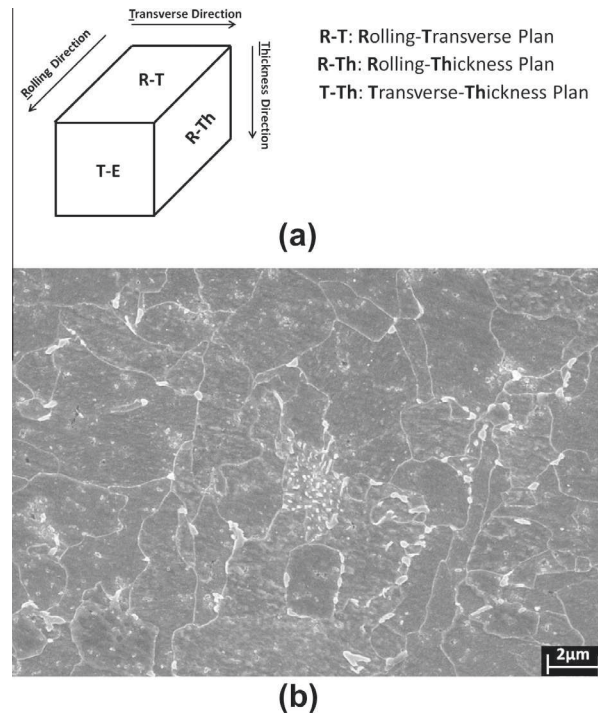 Transverse Direction
Rolling Direction
Thickness Direction
R-T
R-Th
T-E
R-T: Rolling-Transverse Plan
R-Th: Rolling-Thickness Plan
T-Th: Transverse-Thickness Plan
(a)
2μm
(b)